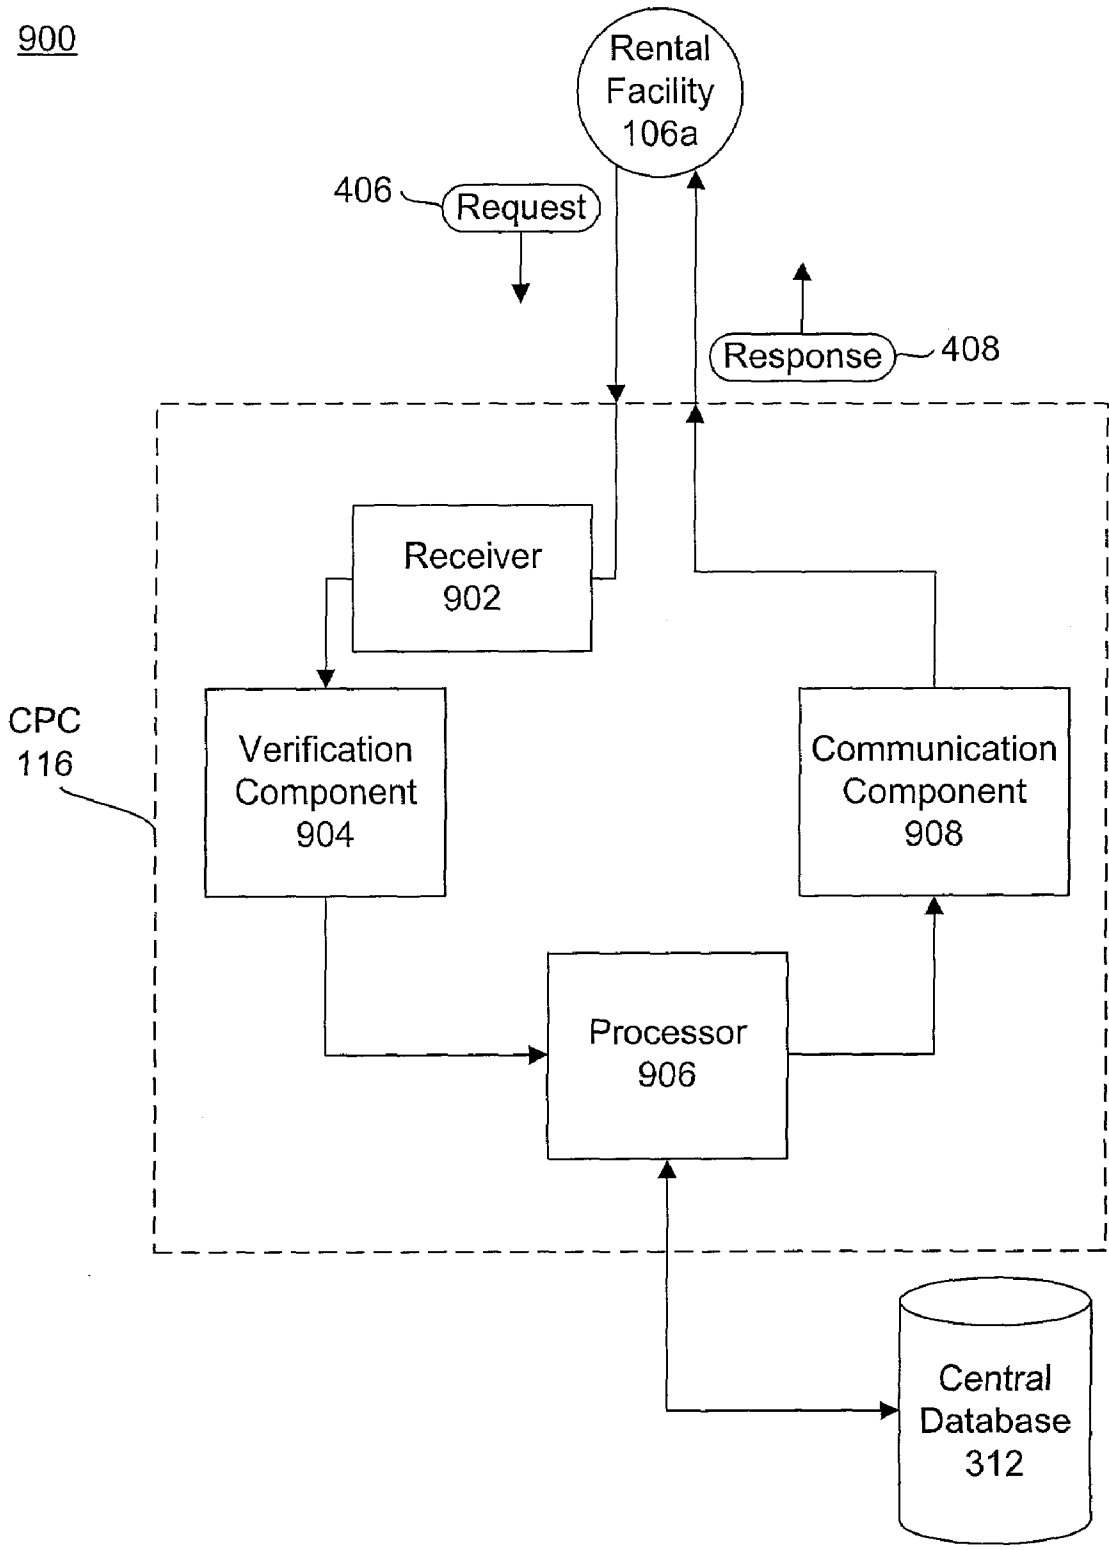 900
Rental
Facility
106a
406
Request
Response
408
Receiver
902
CPC
116
Verification
Component
904
Communication
Component
908
Processor
906
Central
Database
312